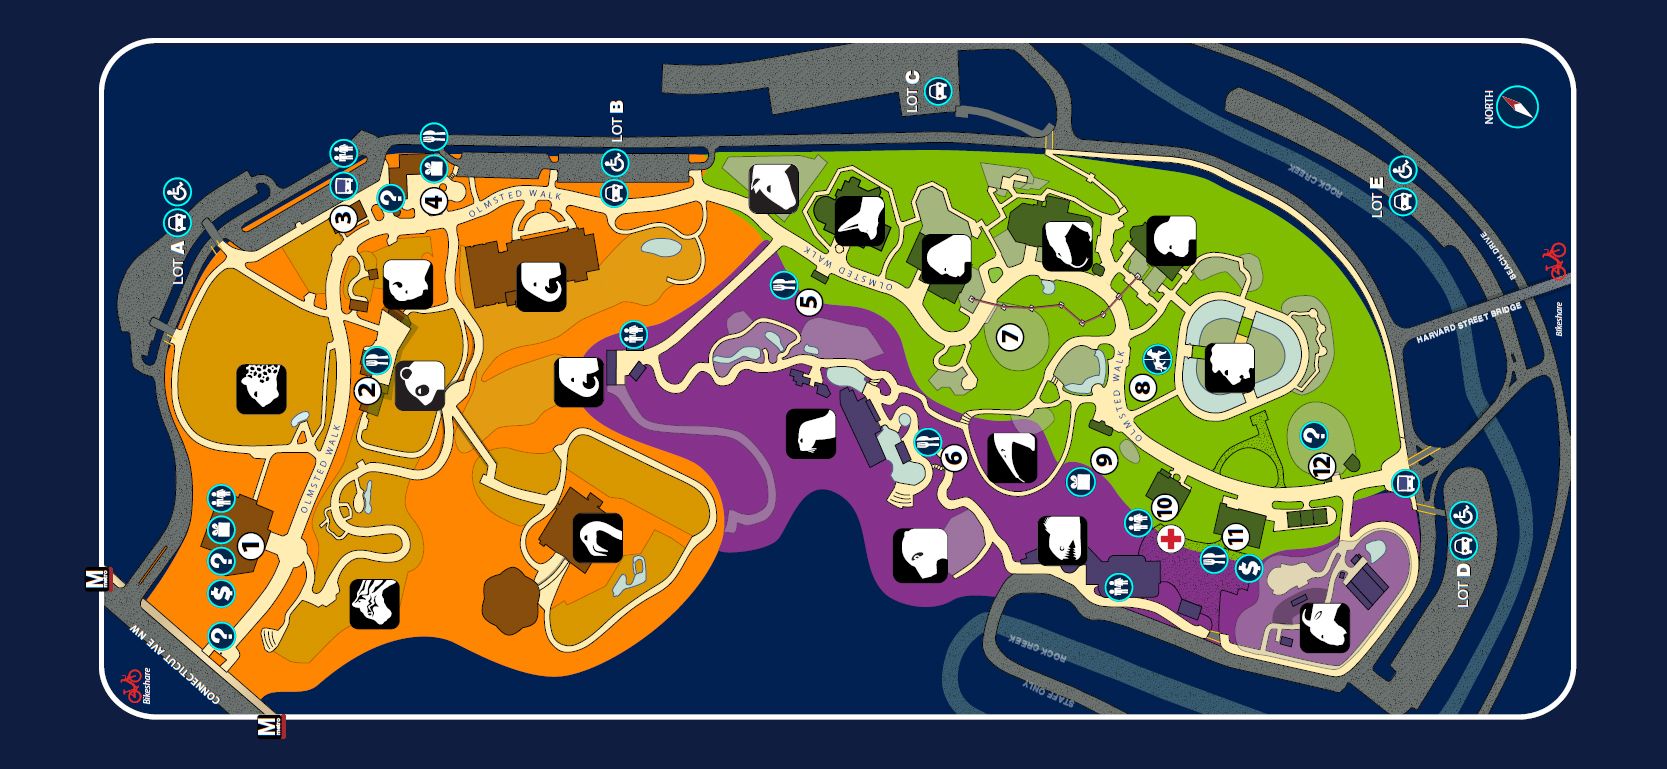 LOT C
NORTH
LOT B
ROCK CREEK
LOT E
?
3
4
OLMSTED WALK
LOT A
BEACH DRIVE
OLMSTED WALK
5
Bikeshare
HARVARD STREET BRIDGE
7
2
8
OLMSTED WALK
OLMSTED WALK
?
6
9
12
10
1
?
11
$
$
M
metro
LOT D
?
CONNECTICUT AVE NW
ROCK CREEK
Bikeshare
STAFF ONLY
M
metro